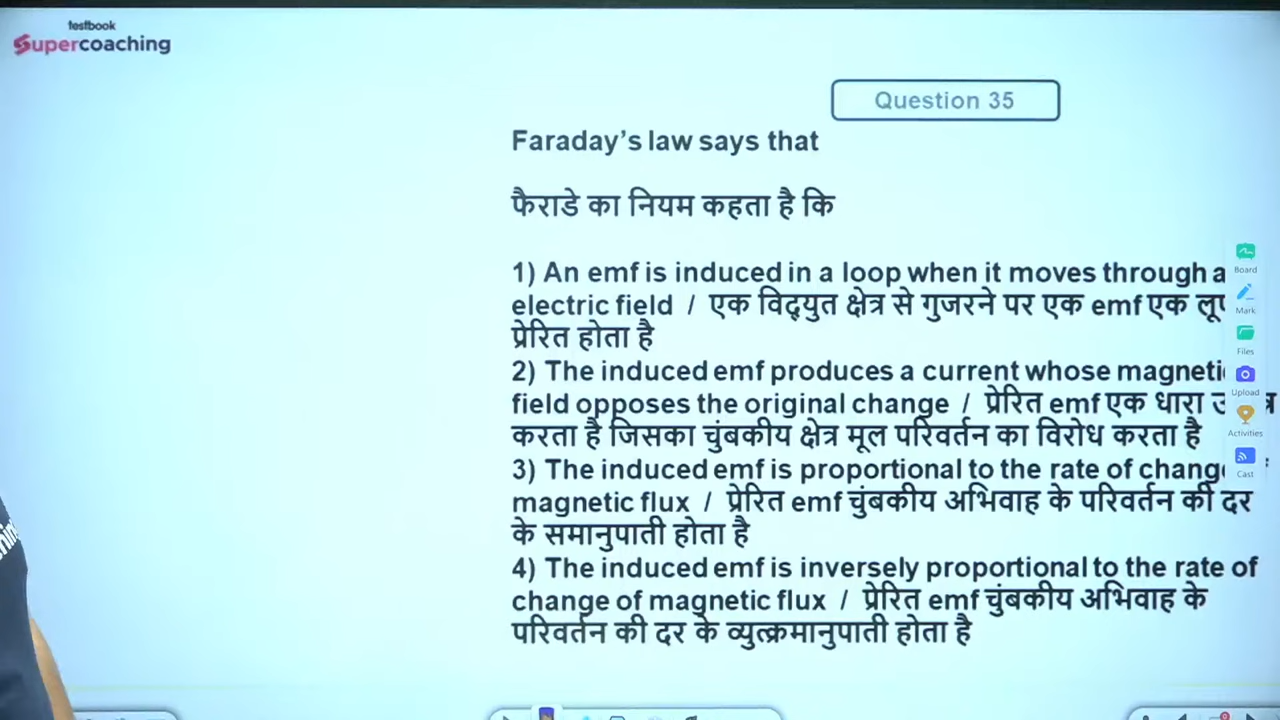 testbook
Supercoaching
Question 35
Faraday's law says that
फैराडे का नियम कहता है कि
1) An emf is induced in a loop when it moves through a
electric field / एक विद्युत क्षेत्र से गुजरने पर एक emf एक
प्रेरित होता है
2) The induced emf produces a current whose
field opposes the original change / प्रेरित emf एक धारा
करता है जिसका चुंबकीय क्षेत्र मूल परिवर्तन का विरोध करता है
3) The induced emf is proportional to the rate of
magnetic flux / प्रेरित emf चुंबकीय अभिवाह के परिवर्तन की दर
के समानुपाती होता है
4) The induced emf is inversely proportional to the rate of
change of magnetic flux / प्रेरित emf चुंबकीय अभिवाह के
परिवर्तन की दर के व्युत्क्रमानुपाती होता है
Board
Mark
Files
Upload
Activities
Cast